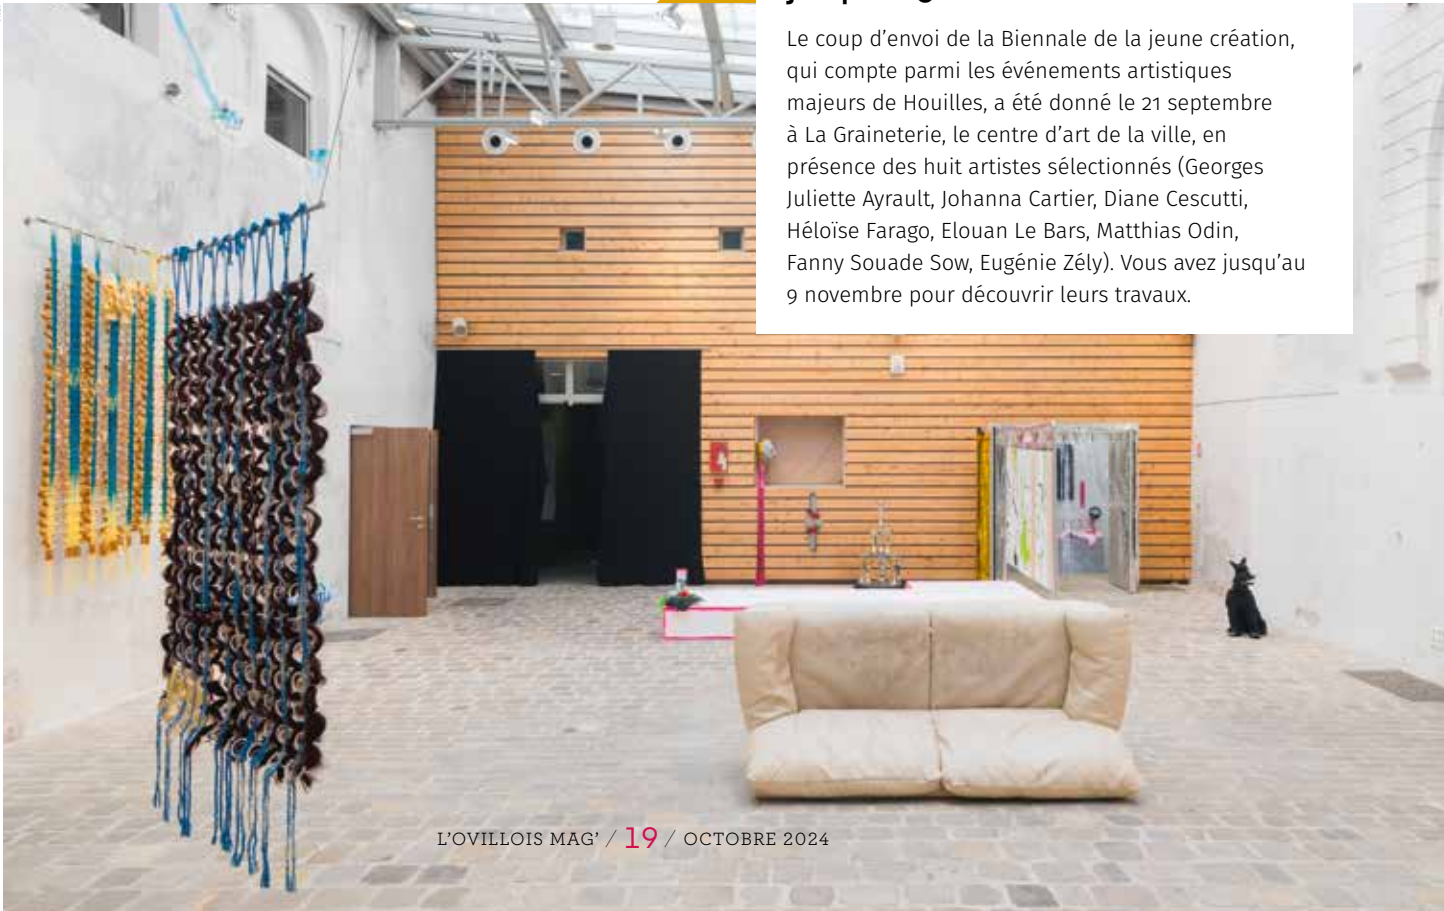 Le coup d’envoi de la Biennale de la jeune création,
qui compte parmi les événements artistiques
majeurs de Houilles, a été donné le 21 septembre
à La Graineterie, le centre d’art de la ville, en
présence des huit artistes sélectionnés (Georges
Juliette Ayrault, Johanna Cartier, Diane Cescutti,
Héloïse Farago, Elouan Le Bars, Matthias Odin,
Fanny Souade Sow, Eugénie Zély). Vous avez jusqu’au
9 novembre pour découvrir leurs travaux.
L’OVILLOIS MAG’ / 19 / OCTOBRE 2024